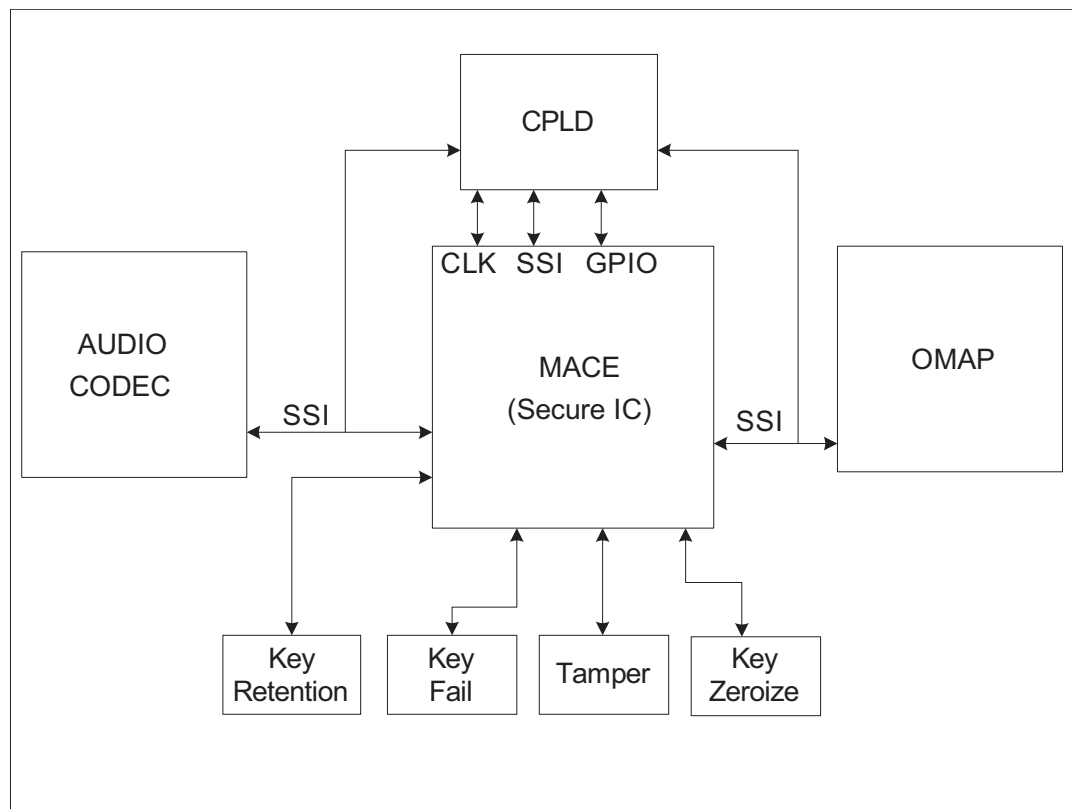 CPLD
CLK SSI GPIO
AUDIO
CODEC
MACE
(Secure IC)
OMAP
SSI
SSI
Key
Retention
Key
Fail
Tamper
Key
Zeroize